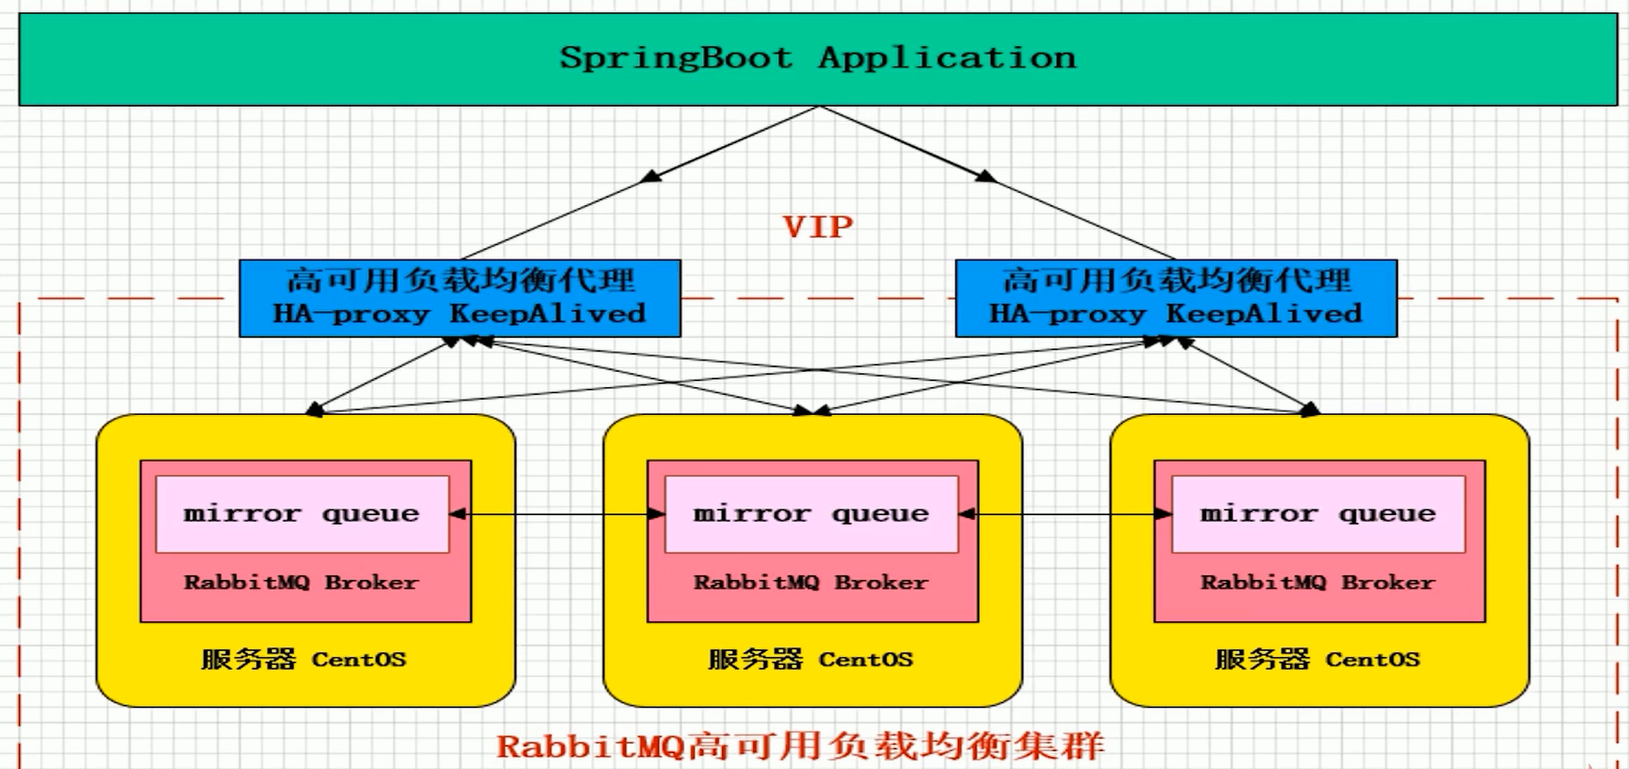 SpringBoot Application
VIP
高可用负载均衡代理
HA-proxy KeepAlived
高可用负载均衡代理
HA-proxy KeepAlived
mirror queue
RabbitMQ Broker
服务器 CentOS
mirror queue
RabbitMQ Broker
服务器 CentOS
mirror queue
RabbitMQ Broker
服务器 CentOS
RabbitMQ高可用负载均衡集群